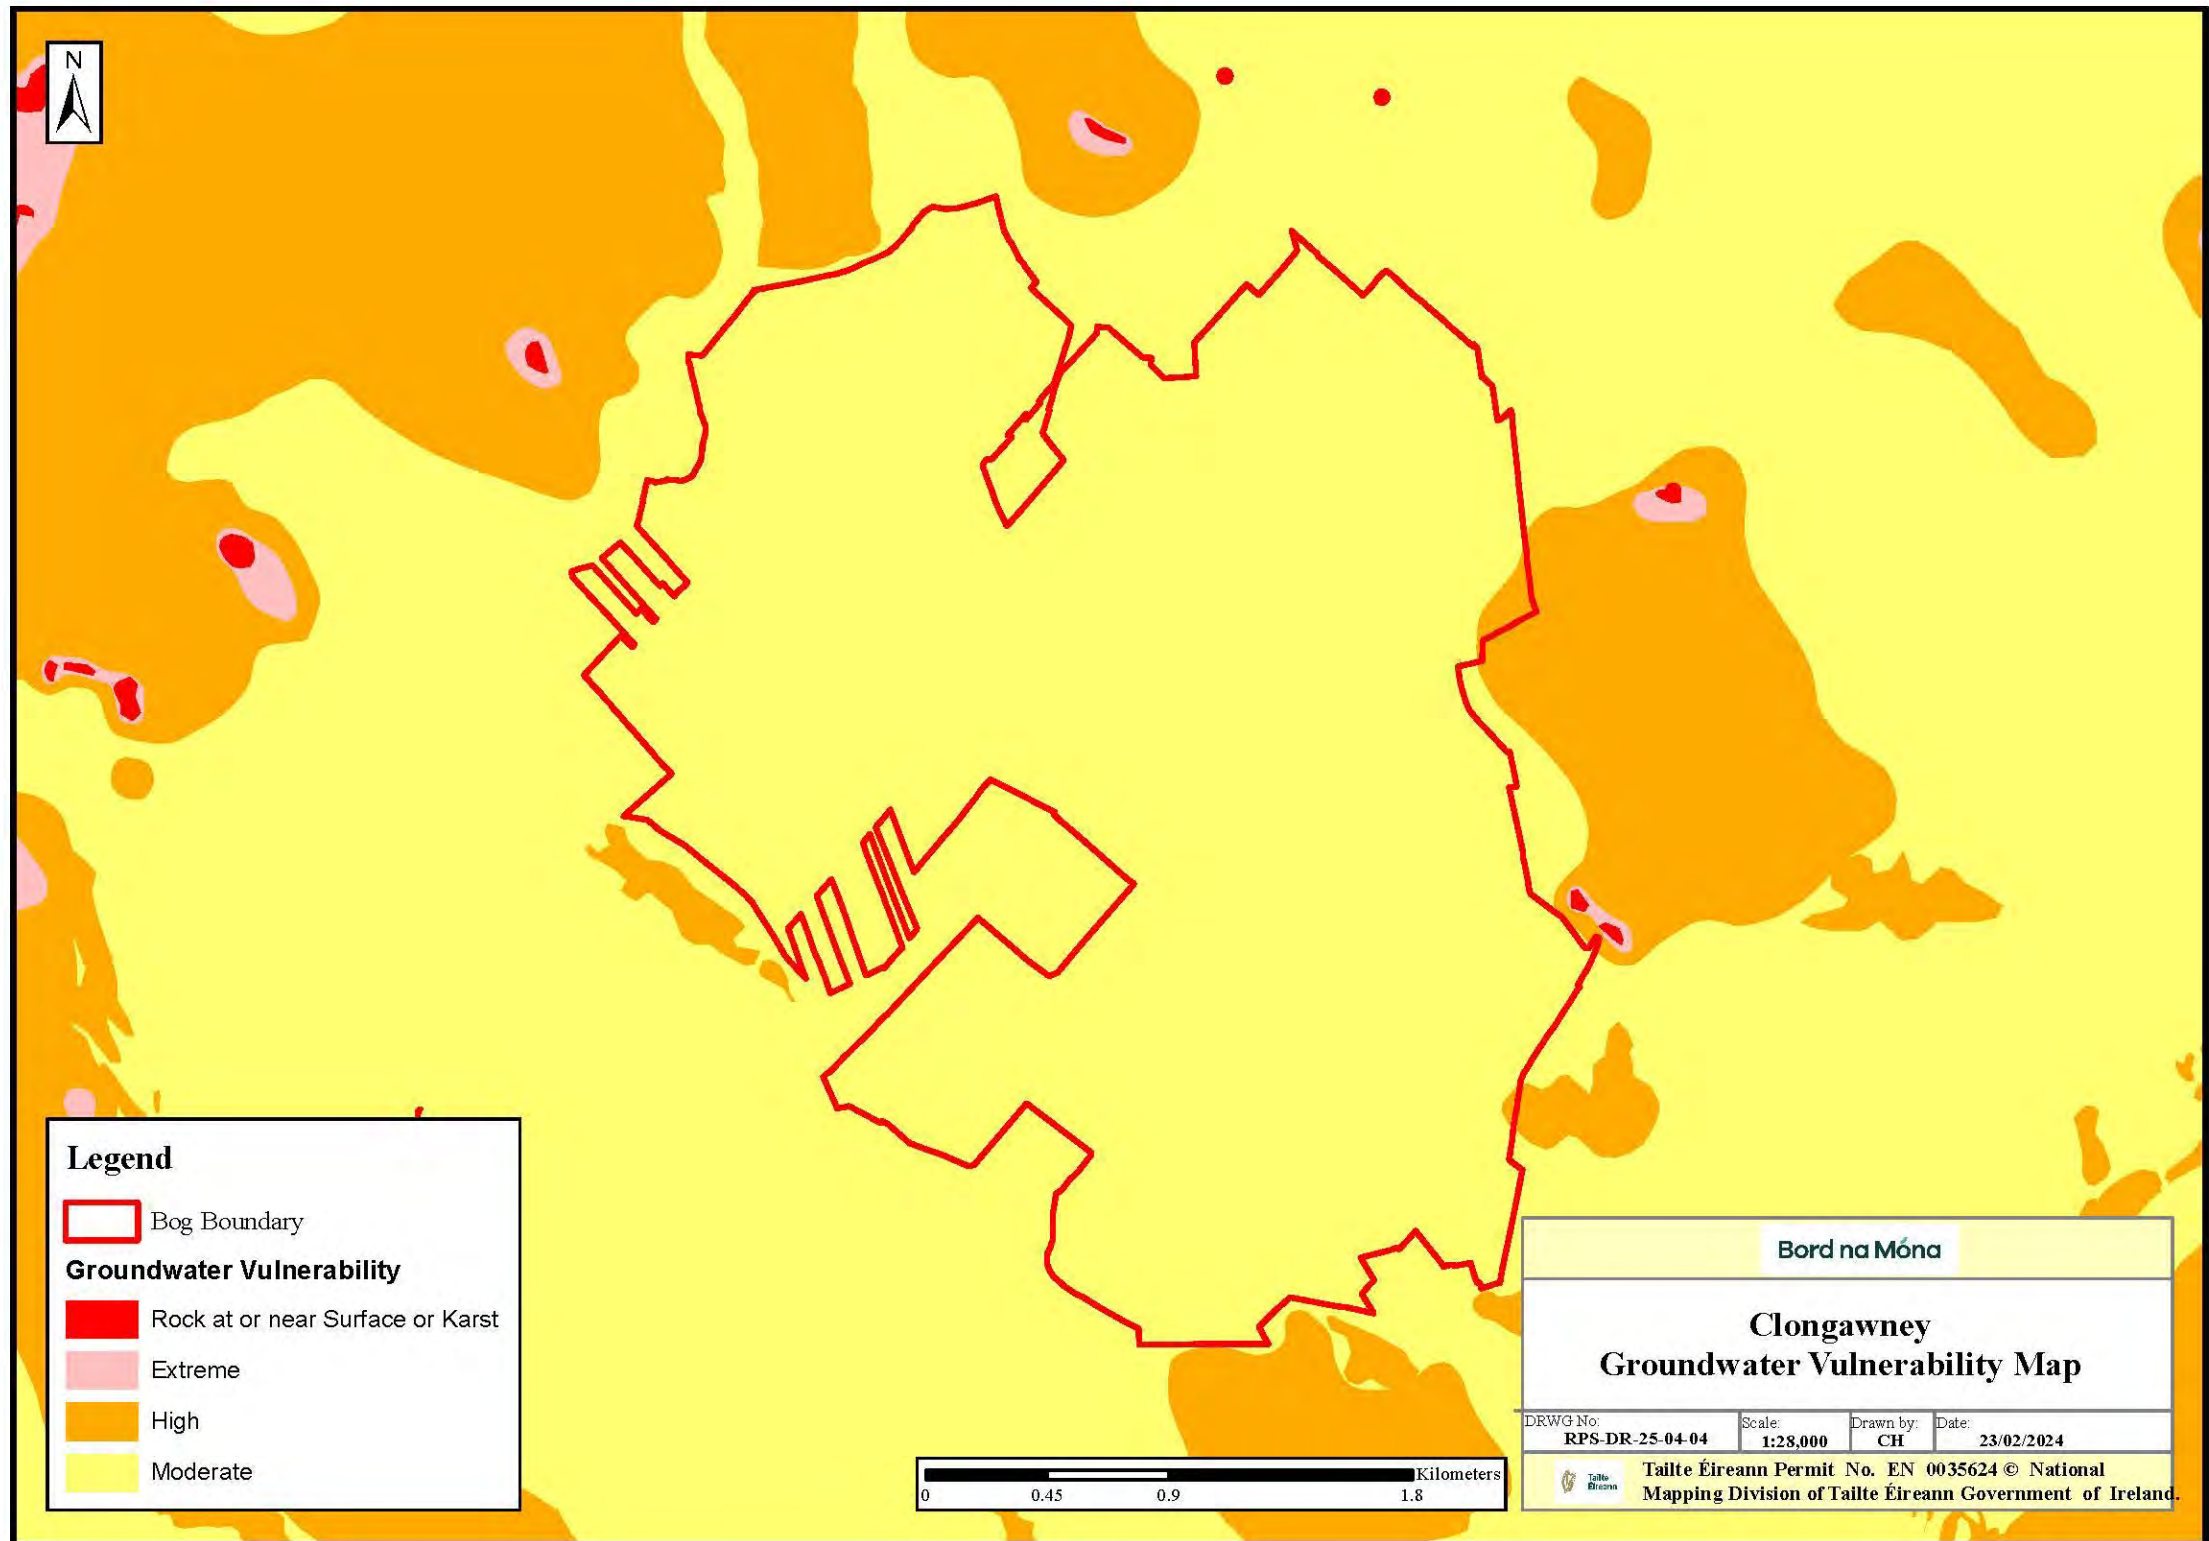 N
Legend
Bog Boundary
Groundwater Vulnerability
Rock at or near Surface or Karst
Extreme
High
Moderate
Kilometers
0 0.45 0.9 1.8
Bord na Móna
Clongawney
Groundwater Vulnerability Map
DRWG No: Scale: Drawn by: Date:
RPS-DR-25-04-04 1:28,000 CH 23/02/2024
Tailte
Éireann
Tailte Éireann Permit No. EN 0035624 © National
Mapping Division of Tailte Éireann Government of Ireland.